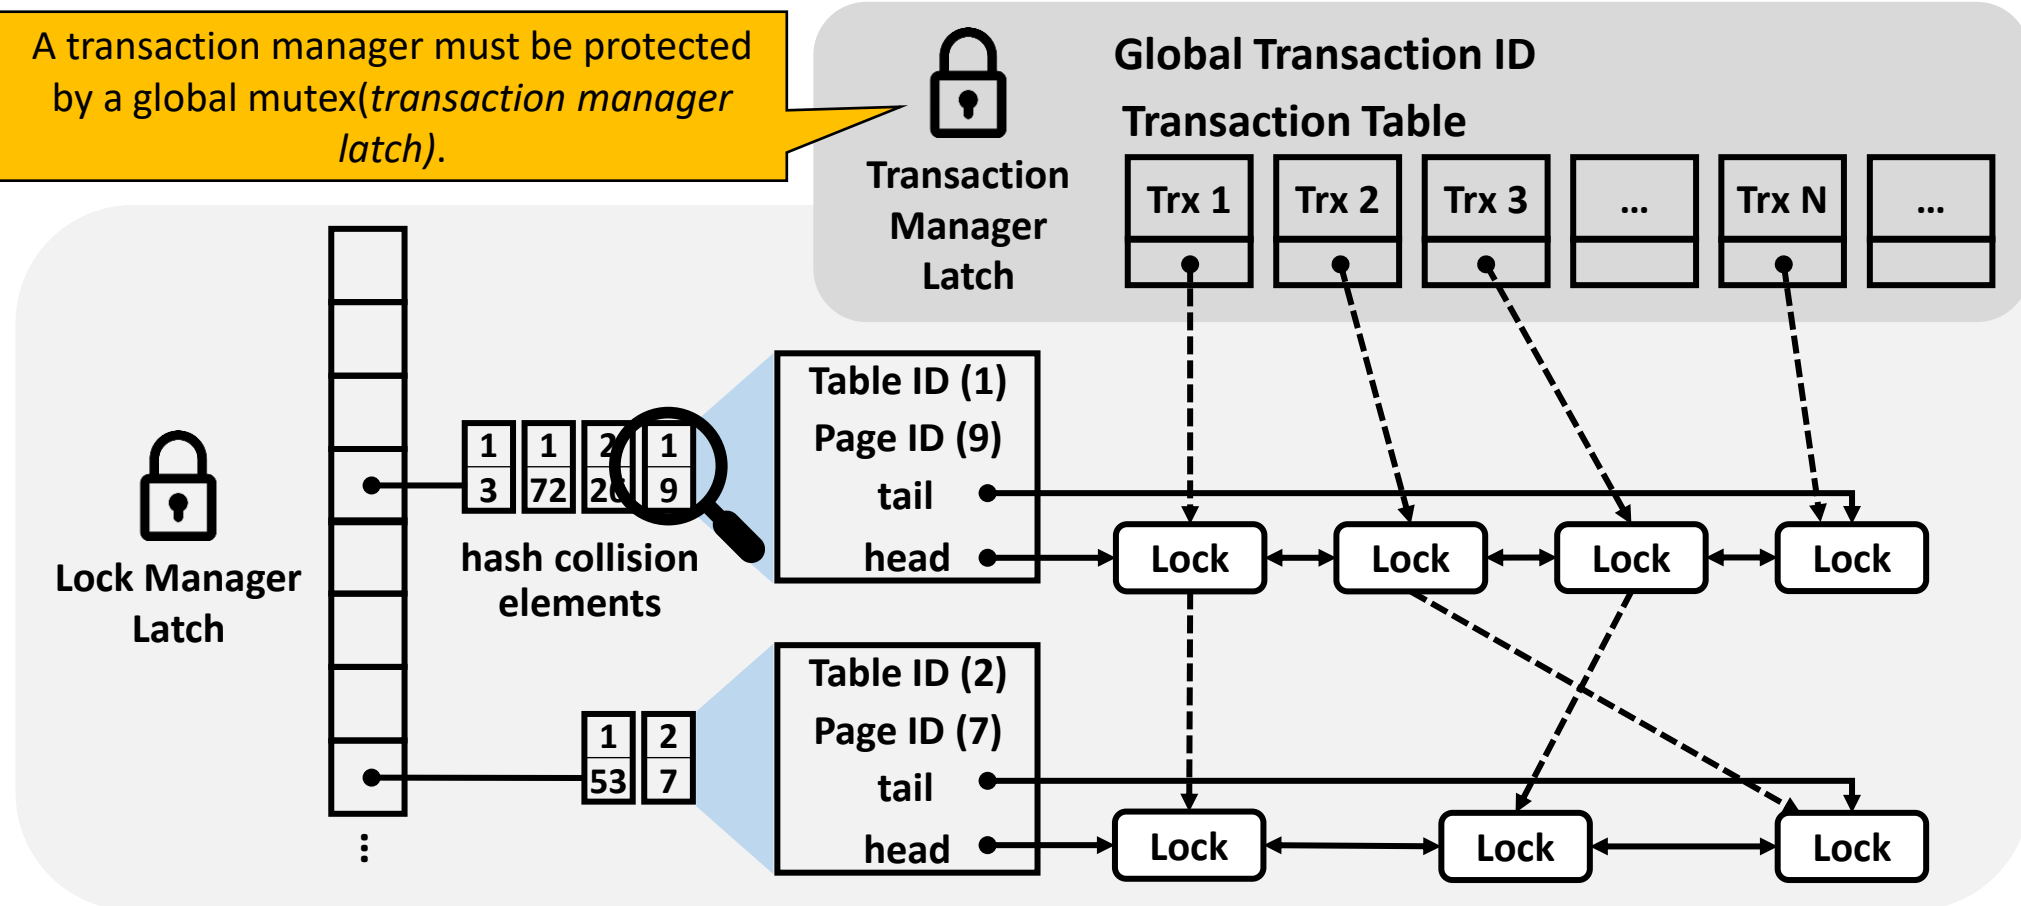 A transaction manager must be protected
by a global mutex(transaction manager
latch).
Global Transaction ID
Transaction Table
Transaction
Manager
Latch
Trx 1 Trx 2 Trx 3 ... Trx N ...
Table ID (1)
Page ID (9)
tail
head
1 1 2 1
3 72 26 9
hash collision
elements
Lock Manager
Latch
Lock Lock Lock Lock
Table ID (2)
Page ID (7)
tail
head
1 2
53 7
Lock Lock Lock
...